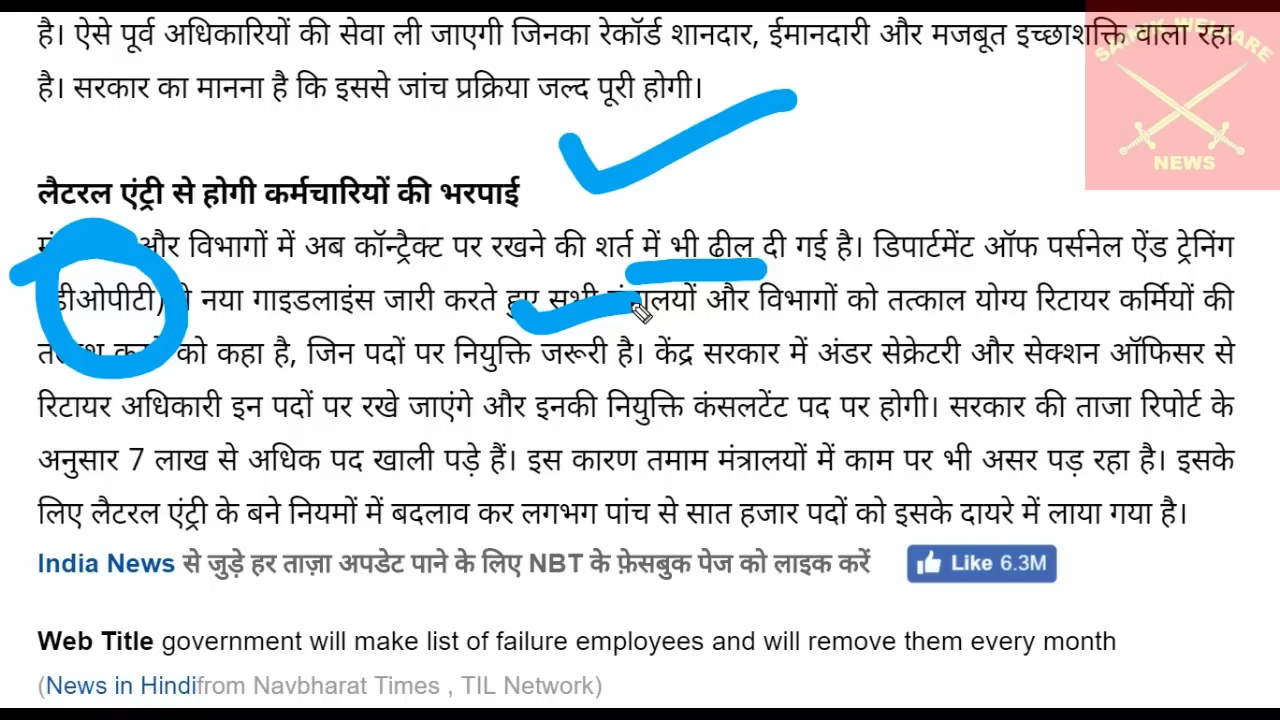 है। ऐसे पूर्व अधिकारियों की सेवा ली जाएगी जिनका रेकॉर्ड शानदार, ईमानदारी और मजबूत इच्छाशक्ति वाला रहा
है। सरकार का मानना है कि इससे जांच प्रक्रिया जल्द पूरी होगी।
SAINIK WELFARE
NEWS
लैटरल एंट्री से होगी कर्मचारियों की भरपाई
और विभागों में अब कॉन्ट्रैक्ट पर रखने की शर्त में भी ढील दी गई है। डिपार्टमेंट ऑफ पर्सनेल ऐंड ट्रेनिंग
डीओपीटी) नया गाइडलाइंस जारी करते हुए सभी मंत्रालयों और विभागों को तत्काल योग्य रिटायर कर्मियों की
को कहा है, जिन पदों पर नियुक्ति जरूरी है। केंद्र सरकार में अंडर सेक्रेटरी और सेक्शन ऑफिसर से
रिटायर अधिकारी इन पदों पर रखे जाएंगे और इनकी नियुक्ति कंसलटेंट पद पर होगी। सरकार की ताजा रिपोर्ट के
अनुसार 7 लाख से अधिक पद खाली पड़े हैं। इस कारण तमाम मंत्रालयों में काम पर भी असर पड़ रहा है। इसके
लिए लैटरल एंट्री के बने नियमों में बदलाव कर लगभग पांच से सात हजार पदों को इसके दायरे में लाया गया है।
India News से जुड़े हर ताज़ा अपडेट पाने के लिए NBT के फ़ेसबुक पेज को लाइक करें Like 6.3M
Web Title government will make list of failure employees and will remove them every month
(News in Hindifrom Navbharat Times , TIL Network)